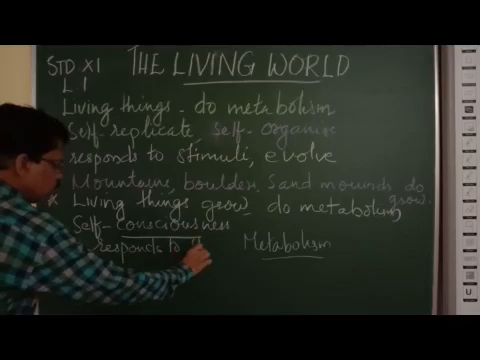 STD XI THE LIVING WORLD
L 1
Living things - do metabolism
Self-replicate self-organise
responds to stimuli, evolve
Mountains, boulders, Sand mounds do grow.
* Living things grow, do metabolism
Self-consciousness
responds to
Metabolism
U